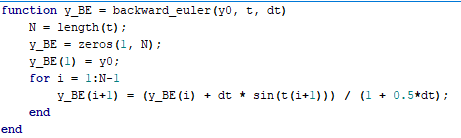 function y_BE = backward_euler(y0, t, dt)
    N = length(t);
    y_BE = zeros(1, N);
    y_BE(1) = y0;
    for i = 1:N-1
        y_BE(i+1) = (y_BE(i) + dt * sin(t(i+1))) / (1 + 0.5*dt);
    end
end